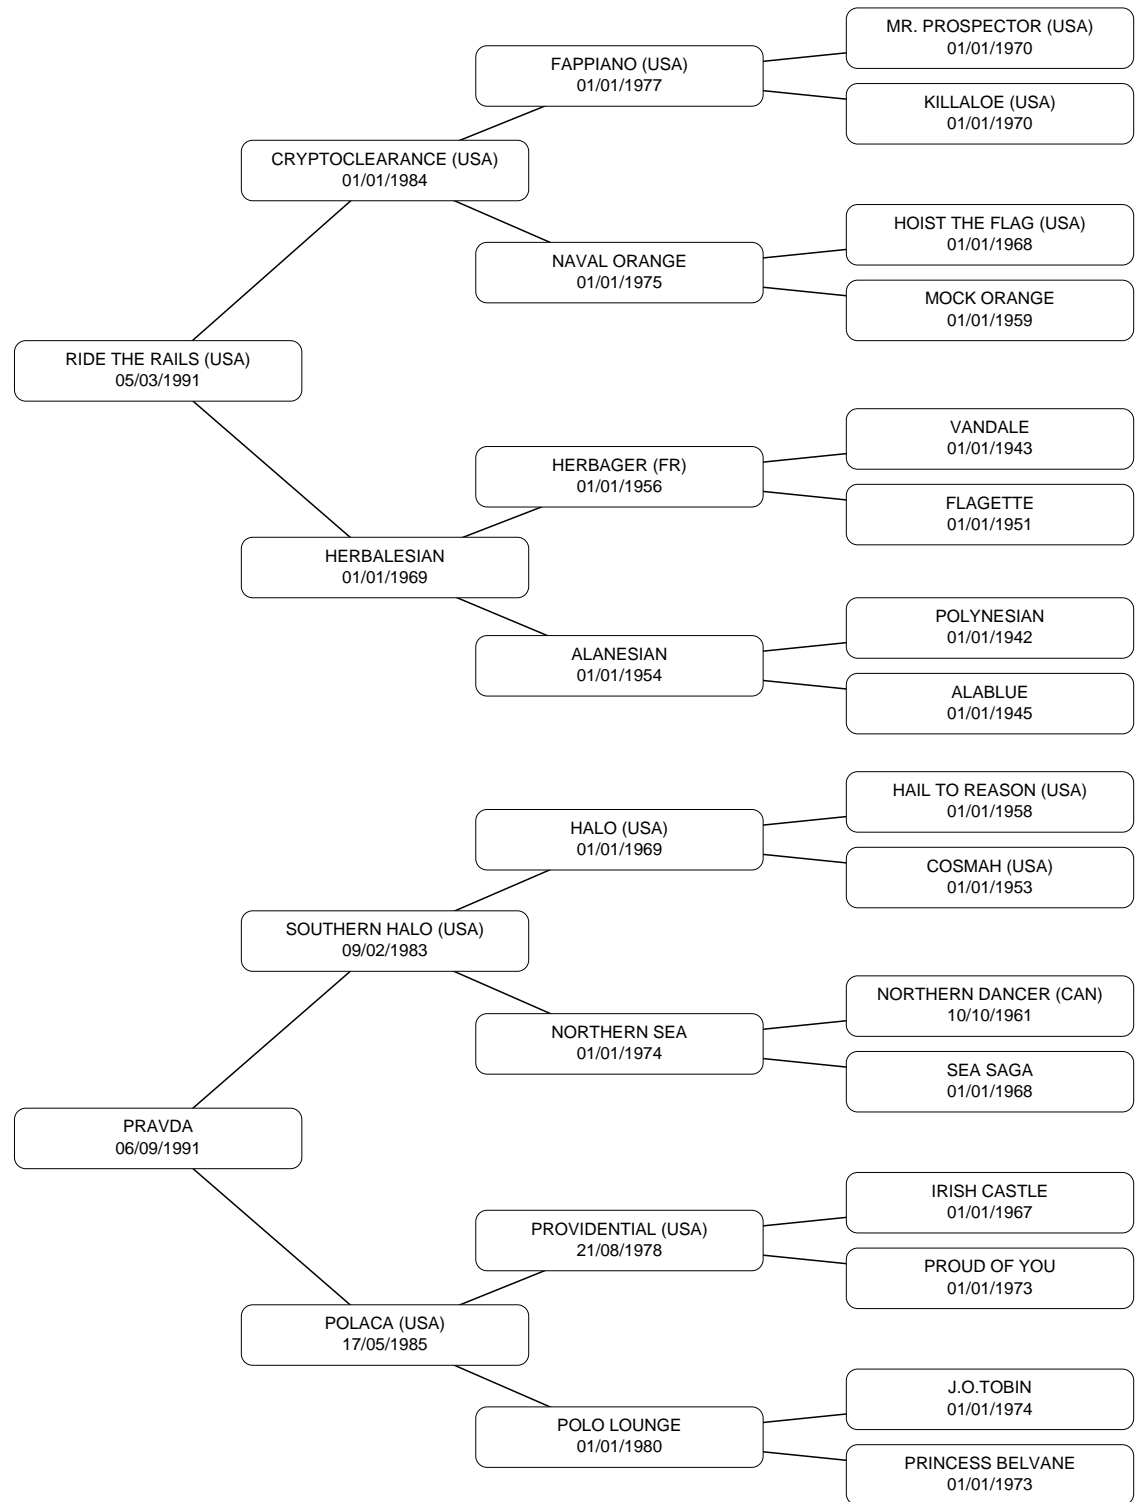 MR. PROSPECTOR (USA)
01/01/1970
FAPPIANO (USA)
01/01/1977
KILLALOE (USA)
01/01/1970
CRYPTOCLEARANCE (USA)
01/01/1984
HOIST THE FLAG (USA)
01/01/1968
NAVAL ORANGE
01/01/1975
MOCK ORANGE
01/01/1959
RIDE THE RAILS (USA)
05/03/1991
VANDALE
01/01/1943
HERBAGER (FR)
01/01/1956
FLAGETTE
01/01/1951
HERBALESIAN
01/01/1969
POLYNESIAN
01/01/1942
ALANESIAN
01/01/1954
ALABLUE
01/01/1945
HAIL TO REASON (USA)
01/01/1958
HALO (USA)
01/01/1969
COSMAH (USA)
01/01/1953
SOUTHERN HALO (USA)
09/02/1983
NORTHERN DANCER (CAN)
10/10/1961
NORTHERN SEA
01/01/1974
SEA SAGA
01/01/1968
PRAVDA
06/09/1991
IRISH CASTLE
01/01/1967
PROVIDENTIAL (USA)
21/08/1978
PROUD OF YOU
01/01/1973
POLACA (USA)
17/05/1985
J.O.TOBIN
01/01/1974
POLO LOUNGE
01/01/1980
PRINCESS BELVANE
01/01/1973